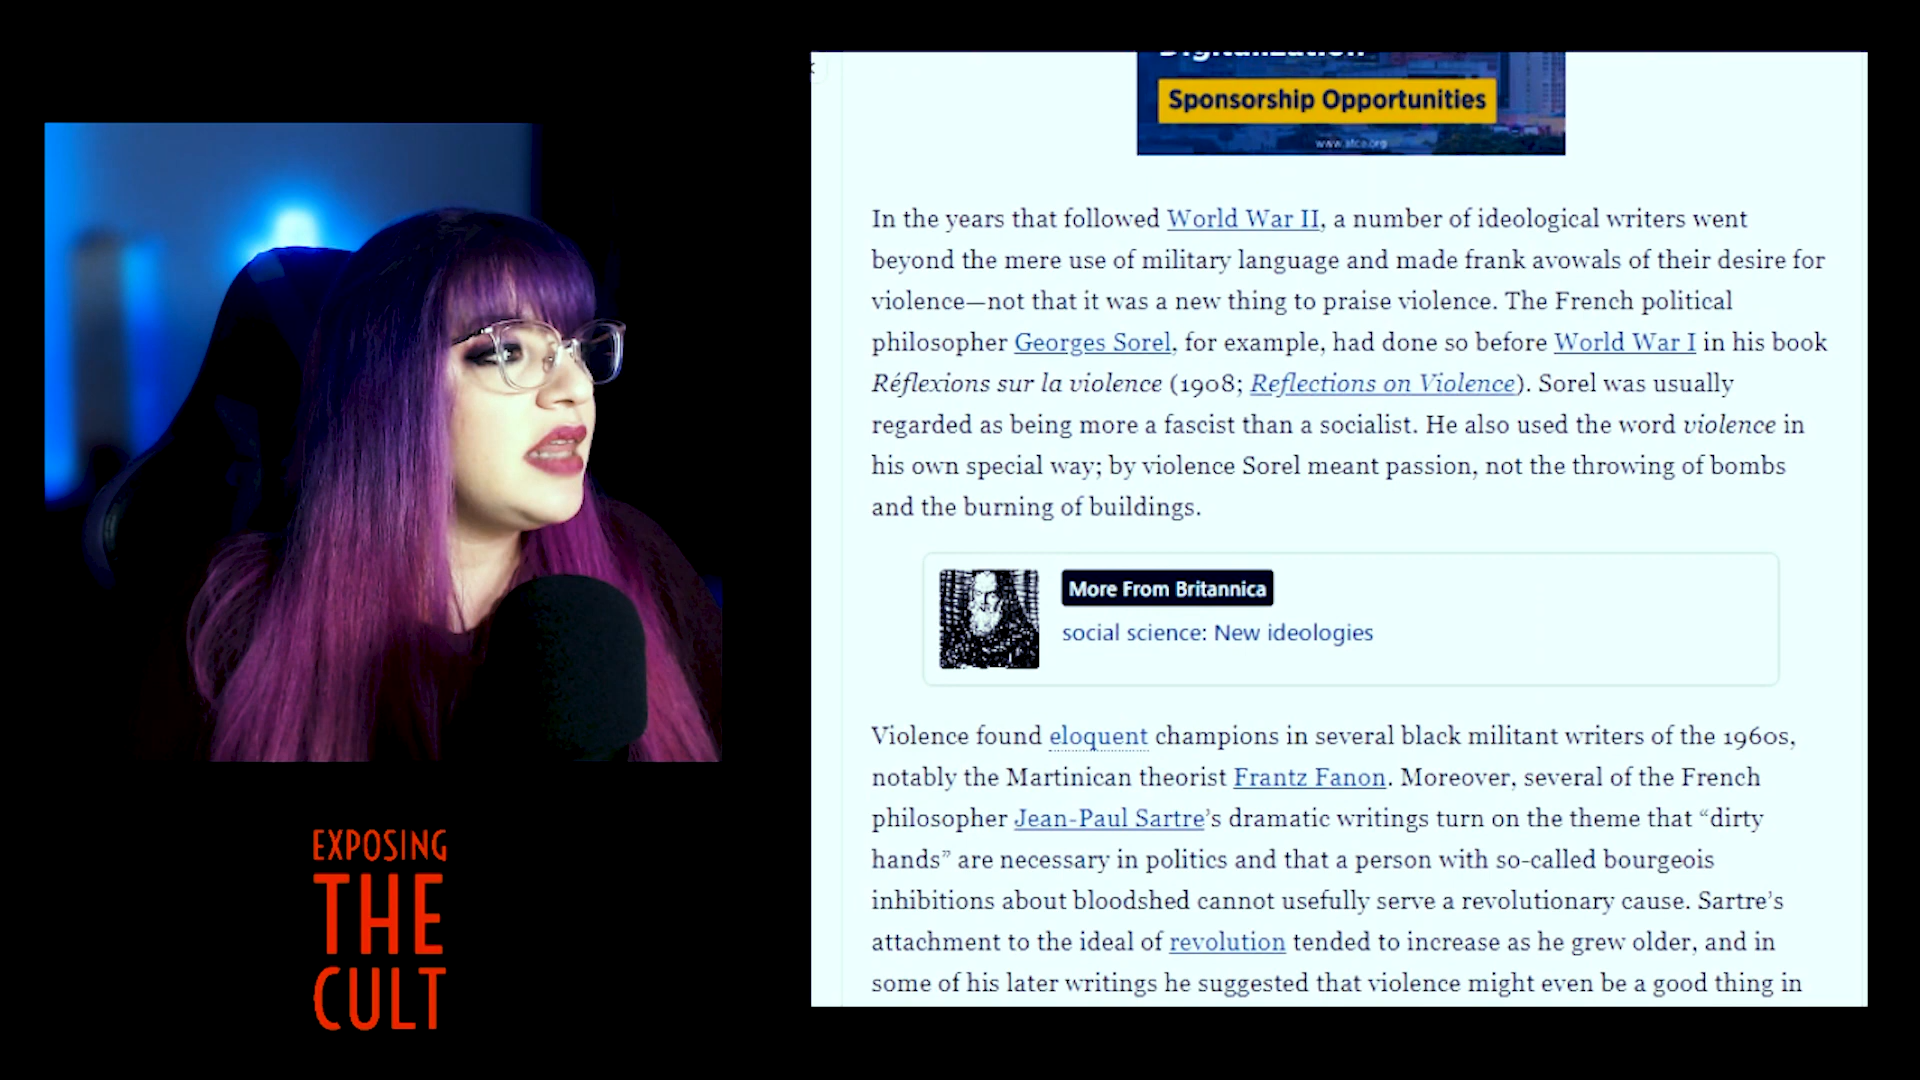 Digitalization
Sponsorship Opportunities
In the years that followed World War II, a number of ideological writers went
beyond the mere use of military language and made frank avowals of their desire for
violence—not that it was a new thing to praise violence. The French political
philosopher Georges Sorel, for example, had done so before World War I in his book
Réflexions sur la violence (1908; Reflections on Violence). Sorel was usually
regarded as being more a fascist than a socialist. He also used the word violence in
his own special way; by violence Sorel meant passion, not the throwing of bombs
and the burning of buildings.
More From Britannica
social science: New ideologies
Violence found eloquent champions in several black militant writers of the 1960s,
notably the Martinican theorist Frantz Fanon. Moreover, several of the French
philosopher Jean-Paul Sartre’s dramatic writings turn on the theme that “dirty
hands” are necessary in politics and that a person with so-called bourgeois
inhibitions about bloodshed cannot usefully serve a revolutionary cause. Sartre’s
attachment to the ideal of revolution tended to increase as he grew older, and in
some of his later writings he suggested that violence might even be a good thing in
EXPOSING
THE
CULT